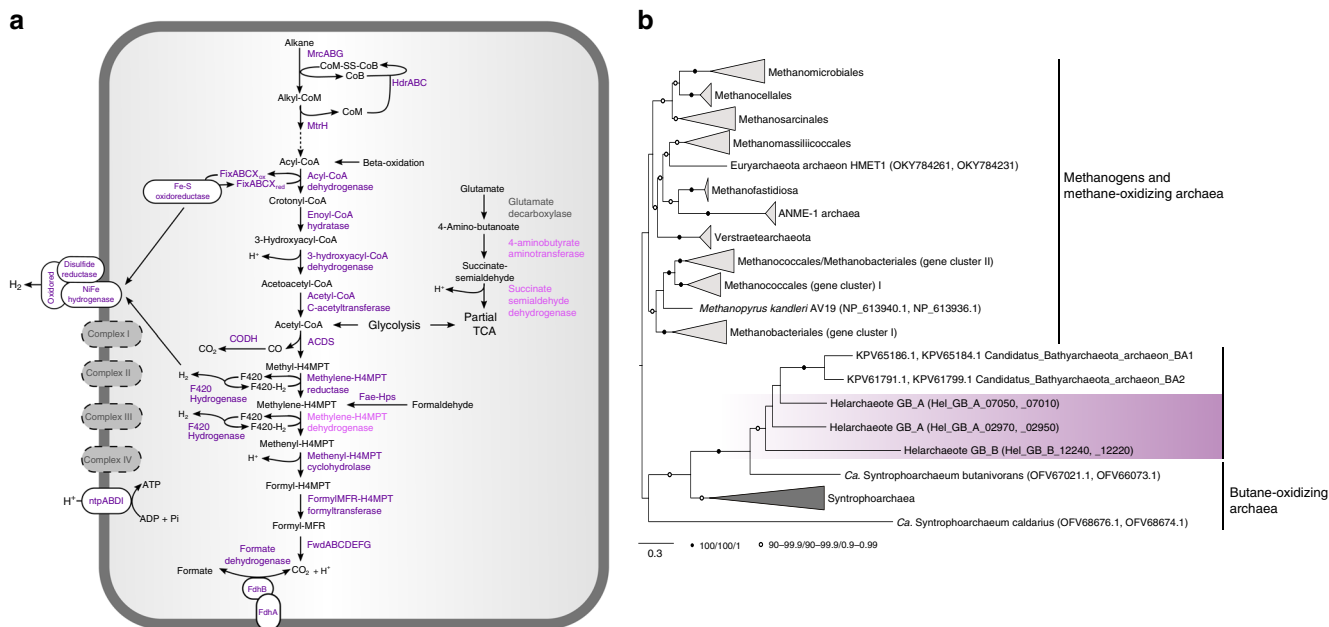 a
Alkane
MrcABG
CoM-SS-CoB
CoB
HdrABC
Alkyl-CoM
CoM
MtrH
Acyl-CoA
Beta-oxidation
FixABCXox
FixABCXred
Acyl-CoA
dehydrogenase
Fe-S
oxidoreductase
Crotonyl-CoA
Enoyl-CoA
hydratase
3-Hydroxyacyl-CoA
H+
3-hydroxyacyl-CoA
dehydrogenase
Acetoacetyl-CoA
Acetyl-CoA
C-acetyltransferase
Acetyl-CoA
Glycolysis
Partial
TCA
Glutamate
Glutamate
decarboxylase
4-Amino-butanoate
4-aminobutyrate
aminotransferase
Succinate-
semialdehyde
H+
Succinate
semialdehyde
dehydrogenase
H2
Oxidored
Disulfide
reductase
NiFe
hydrogenase
Complex I
Complex II
Complex III
Complex IV
H+
ntpABDI
ATP
ADP + Pi
CO2
CODH
CO
ACDS
Methyl-H4MPT
H2
F420
F420-H2
F420
Hydrogenase
Methylene-H4MPT
reductase
Fae-Hps
Methylene-H4MPT
Formaldehyde
H2
F420
F420-H2
F420
Hydrogenase
Methylene-H4MPT
dehydrogenase
Methenyl-H4MPT
H+
Methenyl-H4MPT
cyclohydrolase
Formyl-H4MPT
FormylMFR-H4MPT
formyltransferase
Formyl-MFR
FwdABCDEFG
Formate
dehydrogenase
Formate
CO2 + H+
FdhB
FdhA
b
Methanomicrobiales
Methanocellales
Methanosarcinales
Methanomassiliicoccales
Euryarchaeota archaeon HMET1 (OKY784261, OKY784231)
Methanofastidiosa
ANME-1 archaea
Verstraetearchaeota
Methanococcales/Methanobacteriales (gene cluster II)
Methanococcales (gene cluster) I
Methanopyrus kandleri AV19 (NP_613940.1, NP_613936.1)
Methanobacteriales (gene cluster I)
Methanogens and
methane-oxidizing archaea
KPV65186.1, KPV65184.1 Candidatus_Bathyarchaeota_archaeon_BA1
KPV61791.1, KPV61799.1 Candidatus_Bathyarchaeota_archaeon_BA2
Helarchaeote GB_A (Hel_GB_A_07050, _07010)
Helarchaeote GB_A (Hel_GB_A_02970, _02950)
Helarchaeote GB_B (Hel_GB_B_12240, _12220)
Ca. Syntrophoarchaeum butanivorans (OFV67021.1, OFV66073.1)
Syntrophoarchaea
Ca. Syntrophoarchaeum caldarius (OFV68676.1, OFV68674.1)
Butane-oxidizing
archaea
0.3
100/100/1
90–99.9/90–99.9/0.9–0.99